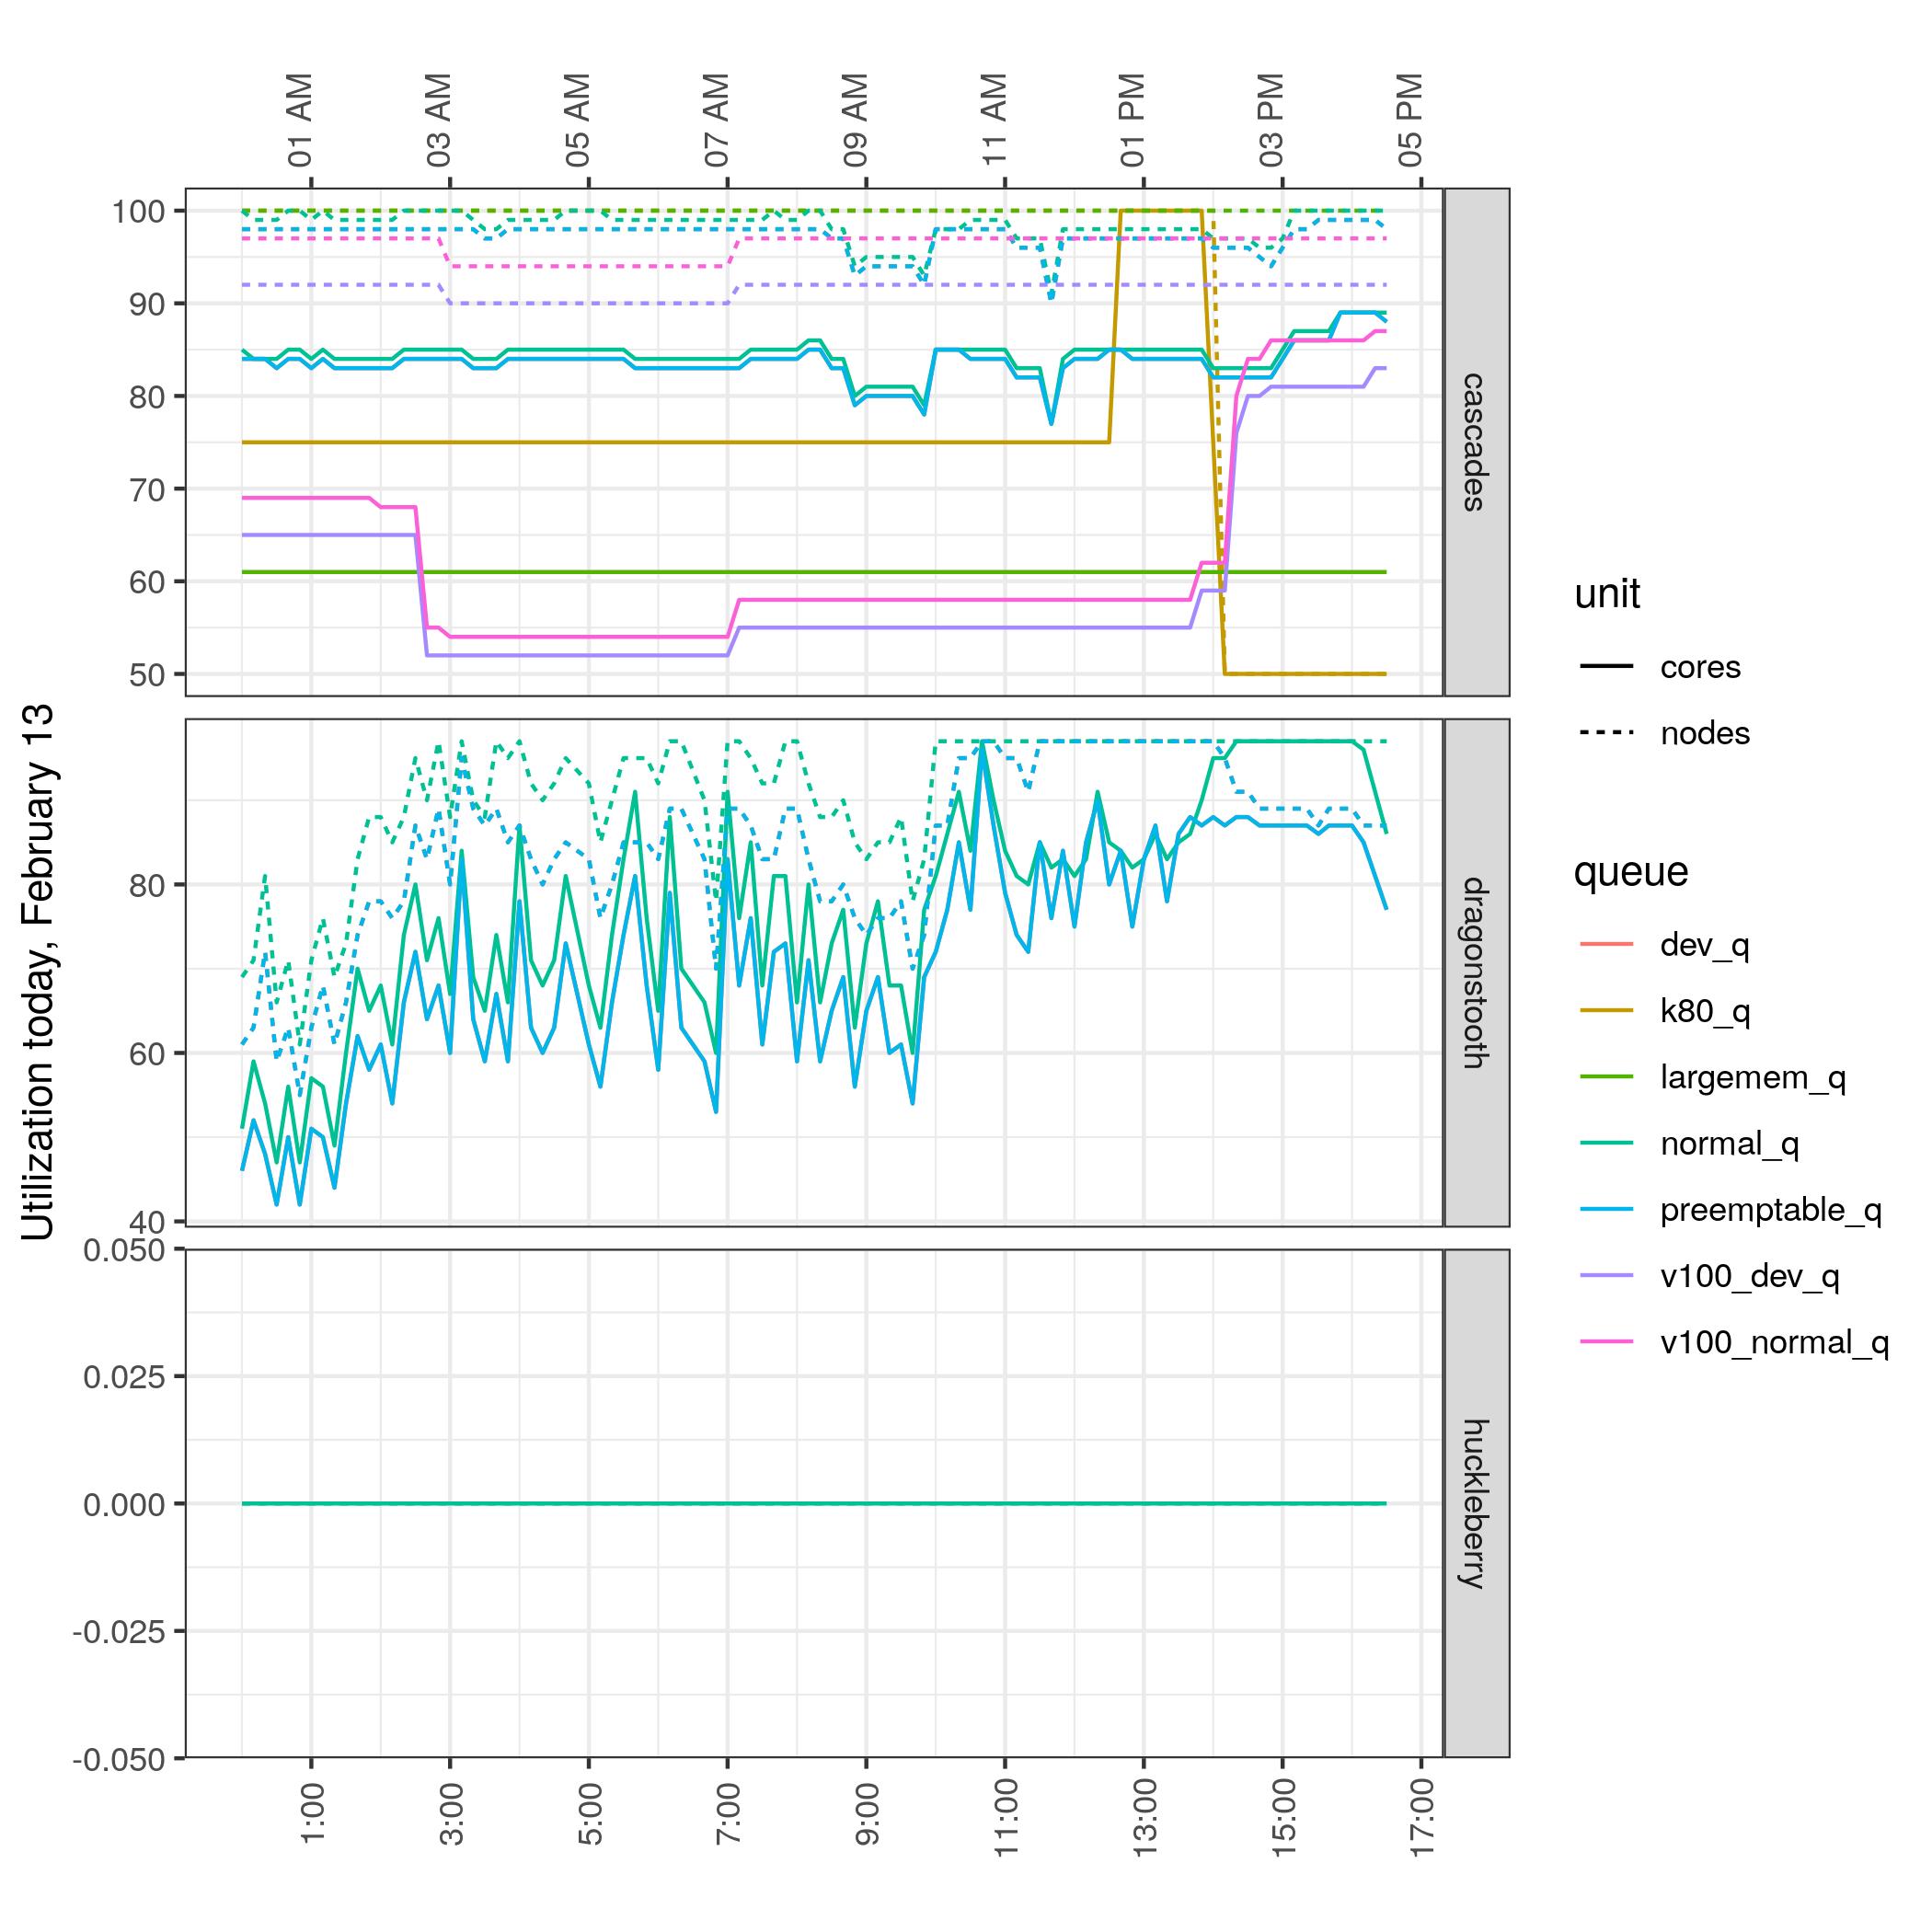 01 AM
03 AM
05 AM
07 AM
09 AM
11 AM
01 PM
03 PM
05 PM
Utilization today, February 13
100
90
80
70
60
50
cascades
80
60
40
dragonstooth
0.050
0.025
0.000
-0.025
-0.050
huckleberry
1:00
3:00
5:00
7:00
9:00
11:00
13:00
15:00
17:00
unit
cores
nodes
queue
dev_q
k80_q
largemem_q
normal_q
preemptable_q
v100_dev_q
v100_normal_q